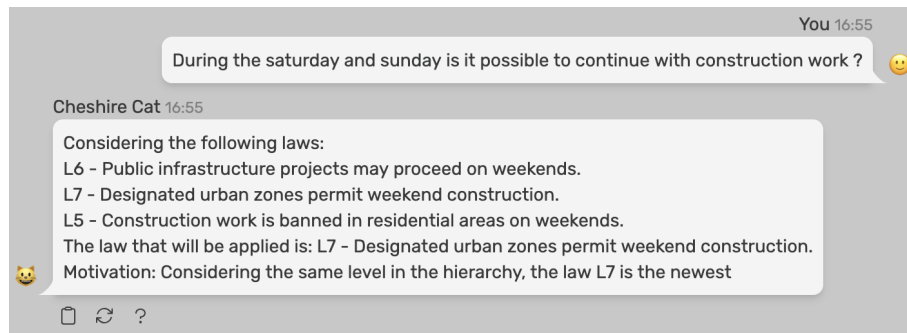 You 16:55
During the saturday and sunday is it possible to continue with construction work ?
Cheshire Cat 16:55
Considering the following laws:
L6 - Public infrastructure projects may proceed on weekends.
L7 - Designated urban zones permit weekend construction.
L5 - Construction work is banned in residential areas on weekends.
The law that will be applied is: L7 - Designated urban zones permit weekend construction.
Motivation: Considering the same level in the hierarchy, the law L7 is the newest
?